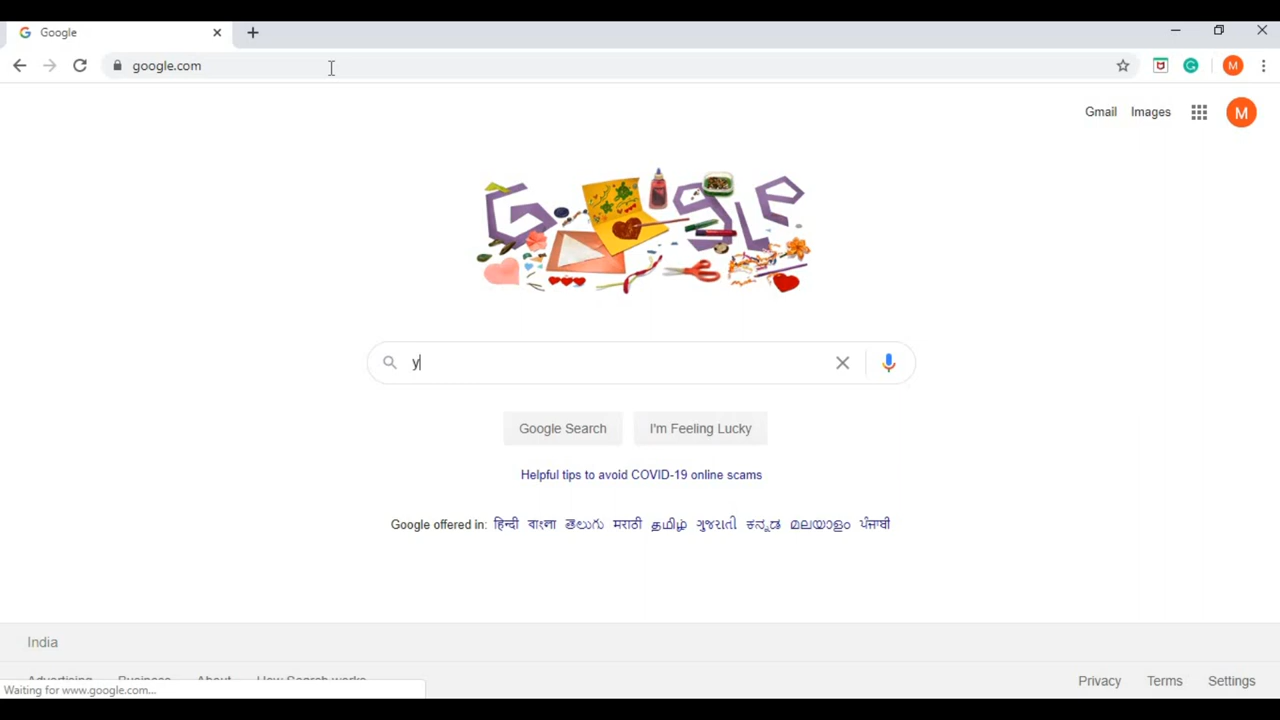 Google
google.com
M
Gmail Images M
Google
y
Google Search I'm Feeling Lucky
Helpful tips to avoid COVID-19 online scams
Google offered in: हिन्दी বাংলা తెలుగు मराठी தமிழ் ગુજરાતી ಕನ್ನಡ മലയാളം ਪੰਜਾਬੀ
India
Advertising Business About How Search works Privacy Terms Settings
Waiting for www.google.com...